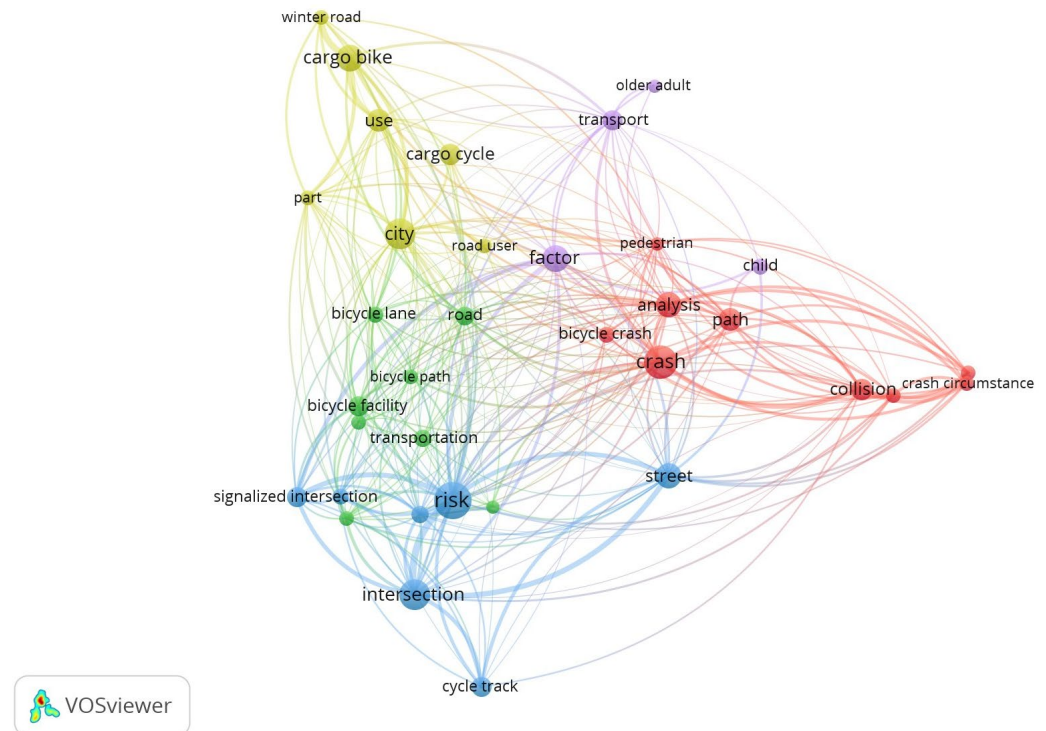 winter road
cargo bike
older adult
use
transport
cargo cycle
part
city
road user
pedestrian
factor
child
analysis
bicycle lane
road
path
bicycle crash
crash
bicycle path
collision
crash circumstance
bicycle facility
transportation
street
signalized intersection
risk
intersection
cycle track
VOSviewer